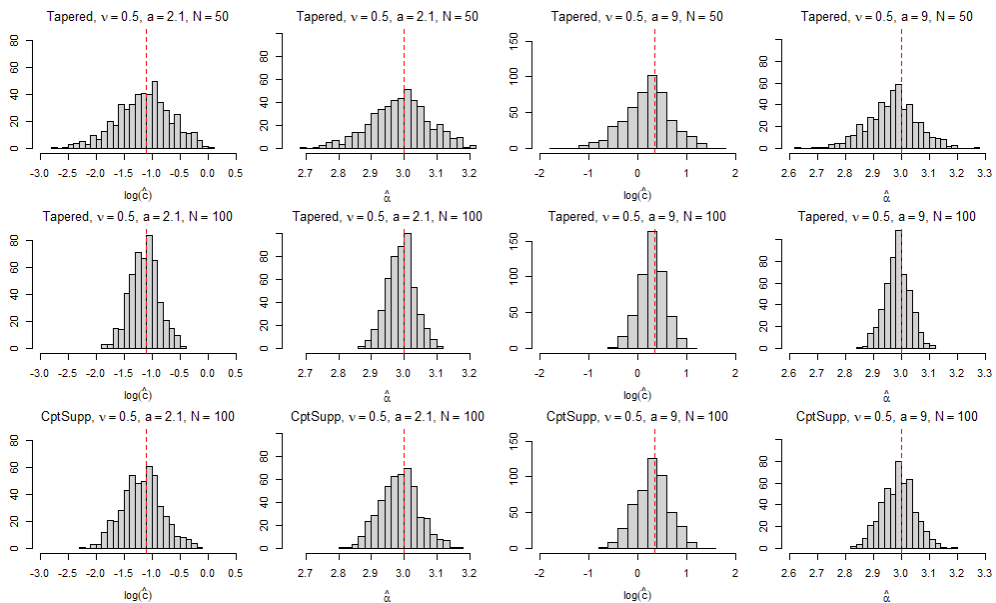 Tapered, ν = 0.5, a = 2.1, N = 50
Tapered, ν = 0.5, a = 2.1, N = 50
Tapered, ν = 0.5, a = 9, N = 50
Tapered, ν = 0.5, a = 9, N = 50
0 20 40 60 80
0 20 40 60 80
0 50 100 150
0 20 40 60 80
-3.0 -2.5 -2.0 -1.5 -1.0 -0.5 0.0 0.5
2.7 2.8 2.9 3.0 3.1 3.2
-2 -1 0 1 2
2.6 2.7 2.8 2.9 3.0 3.1 3.2 3.3
log(ĉ)
α̂
log(ĉ)
α̂
Tapered, ν = 0.5, a = 2.1, N = 100
Tapered, ν = 0.5, a = 2.1, N = 100
Tapered, ν = 0.5, a = 9, N = 100
Tapered, ν = 0.5, a = 9, N = 100
0 20 40 60 80
0 20 40 60 80
0 50 100 150
0 20 40 60 80
-3.0 -2.5 -2.0 -1.5 -1.0 -0.5 0.0 0.5
2.7 2.8 2.9 3.0 3.1 3.2
-2 -1 0 1 2
2.6 2.7 2.8 2.9 3.0 3.1 3.2 3.3
log(ĉ)
α̂
log(ĉ)
α̂
CptSupp, ν = 0.5, a = 2.1, N = 100
CptSupp, ν = 0.5, a = 2.1, N = 100
CptSupp, ν = 0.5, a = 9, N = 100
CptSupp, ν = 0.5, a = 9, N = 100
0 20 40 60 80
0 20 40 60 80
0 50 100 150
0 20 40 60 80
-3.0 -2.5 -2.0 -1.5 -1.0 -0.5 0.0 0.5
2.7 2.8 2.9 3.0 3.1 3.2
-2 -1 0 1 2
2.6 2.7 2.8 2.9 3.0 3.1 3.2 3.3
log(ĉ)
α̂
log(ĉ)
α̂